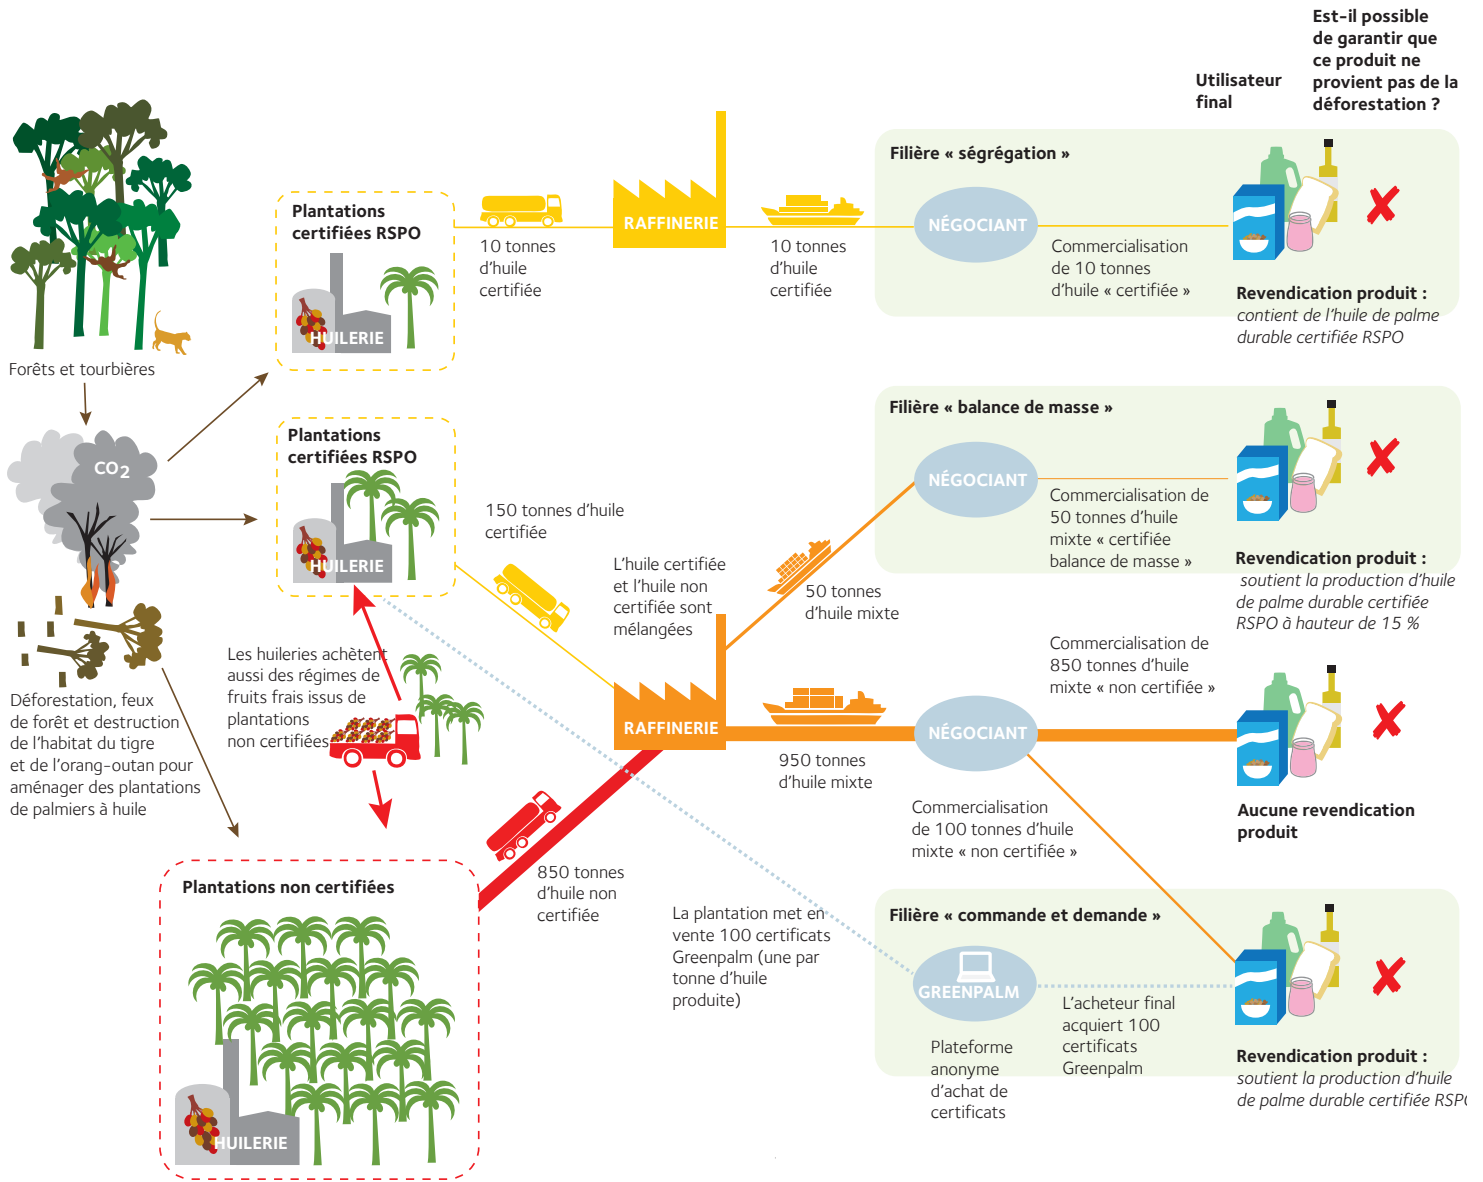 Est-il possible
de garantir que
ce produit ne
provient pas de la
déforestation ?
Utilisateur
final
Filière « ségrégation »
Plantations
certifiées RSPO
HUILERIE
10 tonnes
d'huile
certifiée
RAFFINERIE
10 tonnes
d'huile
certifiée
NÉGOCIANT
Commercialisation
de 10 tonnes
d'huile « certifiée »
Revendication produit :
contient de l'huile de palme
durable certifiée RSPO
Forêts et tourbières
CO2
Déforestation, feux
de forêt et destruction
de l'habitat du tigre
et de l'orang-outan pour
aménager des plantations
de palmiers à huile
Plantations
certifiées RSPO
HUILERIE
150 tonnes d'huile
certifiée
L'huile certifiée
et l'huile non
certifiée sont
mélangées
Les huileries achètent
aussi des régimes de
fruits frais issus de
plantations
non certifiées
RAFFINERIE
Filière « balance de masse »
50 tonnes
d'huile mixte
NÉGOCIANT
Commercialisation de
50 tonnes d'huile
mixte « certifiée
balance de masse »
Revendication produit :
soutient la production d'huile
de palme durable certifiée
RSPO à hauteur de 15 %
950 tonnes
d'huile mixte
NÉGOCIANT
Commercialisation de
850 tonnes d'huile
mixte « non certifiée »
Aucune revendication
produit
Commercialisation
de 100 tonnes d'huile
mixte « non certifiée »
850 tonnes
d'huile non
certifiée
Plantations non certifiées
HUILERIE
La plantation met en
vente 100 certificats
Greenpalm (une par
tonne d'huile
produite)
Filière « commande et demande »
GREENPALM
Plateforme
anonyme
d'achat de
certificats
L'acheteur final
acquiert 100
certificats
Greenpalm
Revendication produit :
soutient la production d'huile
de palme durable certifiée RSPO